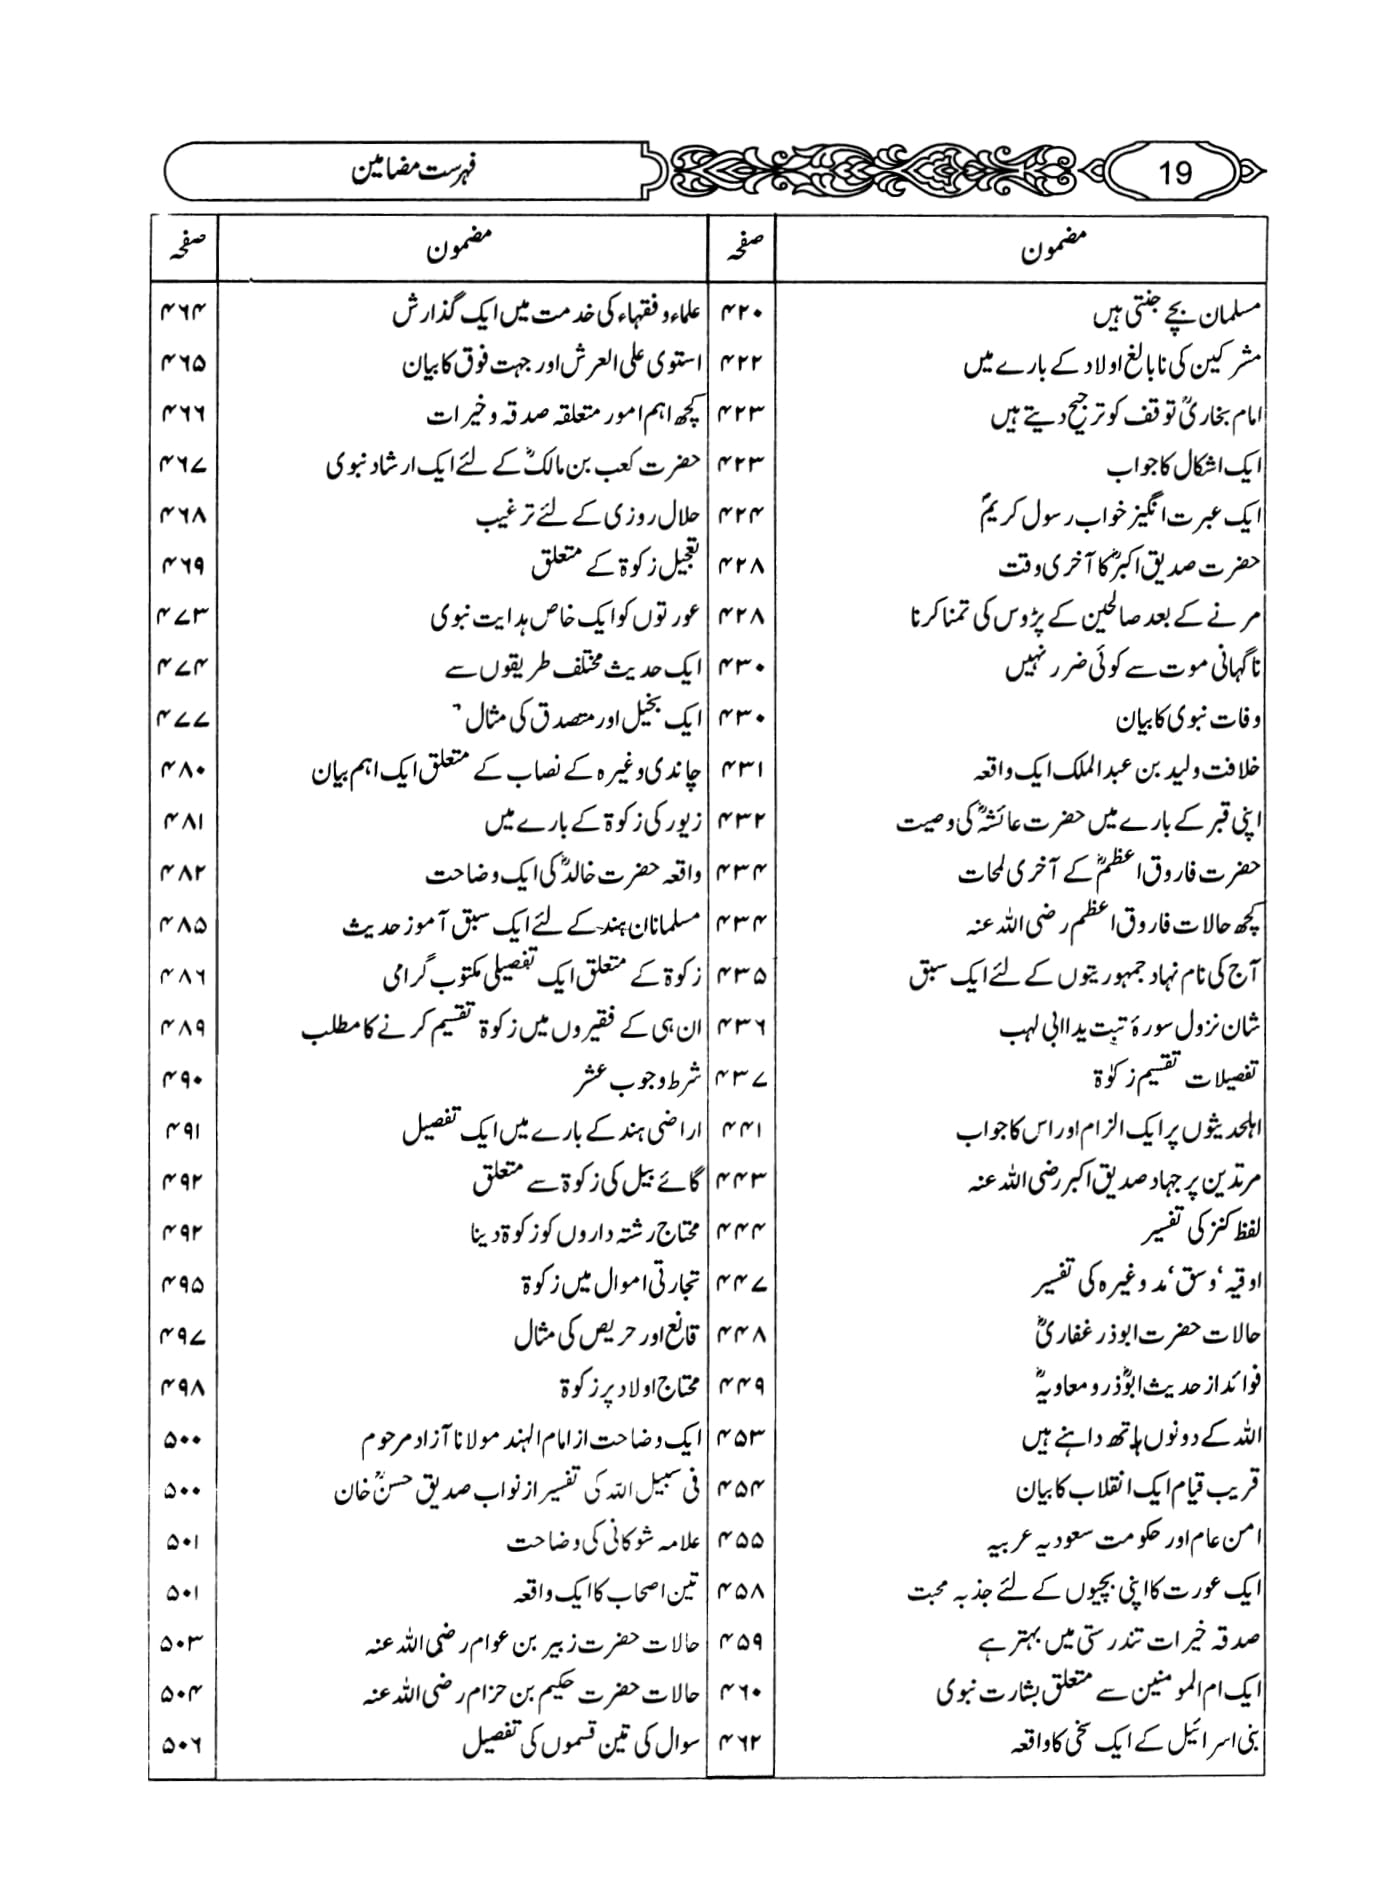 19
فہرست مضامین
مضمون صفحہ مضمون صفحہ
مسلمان بچے جنتی ہیں ۴۲۰ علماء و فقہاء کی خدمت میں ایک گذارش ۴۶۴
مشرکین کی نابالغ اولاد کے بارے میں ۴۲۲ استوی علی العرش اور جہت فوق کا بیان ۴۶۵
امام بخاریؒ توقف کو ترجیح دیتے ہیں ۴۲۳ کچھ اہم امور متعلقہ صدقہ و خیرات ۴۶۶
ایک اشکال کا جواب ۴۲۳ حضرت کعب بن مالکؓ کے لئے ایک ارشاد نبوی ۴۶۷
ایک عبرت انگیز خواب رسول کریمؐ ۴۲۴ حلال روزی کے لئے ترغیب ۴۶۸
حضرت صدیق اکبرؓ کا آخری وقت ۴۲۸ تعجیل زکوۃ کے متعلق ۴۶۹
مرنے کے بعد صالحین کے پڑوس کی تمنا کرنا ۴۲۸ عورتوں کو ایک خاص ہدایت نبوی ۴۷۳
ناگہانی موت سے کوئی ضرر نہیں ۴۳۰ ایک حدیث مختلف طریقوں سے ۴۷۴
وفات نبوی کا بیان ۴۳۰ ایک بخیل اور متصدق کی مثال ۴۷۷
خلافت ولید بن عبدالملک ایک واقعہ ۴۳۱ چاندی وغیرہ کے نصاب کے متعلق ایک اہم بیان ۴۸۰
اپنی قبر کے بارے میں حضرت عائشہؓ کی وصیت ۴۳۲ زیور کی زکوۃ کے بارے میں ۴۸۱
حضرت فاروق اعظمؓ کے آخری لمحات ۴۳۴ واقعہ حضرت خالدؓ کی ایک وضاحت ۴۸۲
کچھ حالات فاروق اعظم رضی اللہ عنہ ۴۳۴ مسلمانان ہند کے لئے ایک سبق آموز حدیث ۴۸۵
آج کی نام نہاد جمہوریتوں کے لئے ایک سبق ۴۳۵ زکوۃ کے متعلق ایک تفصیلی مکتوب گرامی ۴۸۶
شان نزول سورۂ تبت یدا ابی لہب ۴۳۶ ان ہی کے فقیروں میں زکوۃ تقسیم کرنے کا مطلب ۴۸۹
تفصیلات تقسیم زکوٰۃ ۴۳۷ شرط وجوب عشر ۴۹۰
اہلحدیثوں پر ایک الزام اور اس کا جواب ۴۴۱ اراضی ہند کے بارے میں ایک تفصیل ۴۹۱
مرتدین پر جہاد صدیق اکبر رضی اللہ عنہ ۴۴۳ گائے بیل کی زکوۃ سے متعلق ۴۹۲
لفظ کنز کی تفسیر ۴۴۴ محتاج رشتہ داروں کو زکوۃ دینا ۴۹۲
اوقیہ‘ وسق‘ مد وغیرہ کی تفسیر ۴۴۷ تجارتی اموال میں زکوۃ ۴۹۵
حالات حضرت ابوذر غفاریؓ ۴۴۸ قانع اور حریص کی مثال ۴۹۷
فوائد از حدیث ابوذرؓ و معاویہؓ ۴۴۹ محتاج اولاد پر زکوۃ ۴۹۸
اللہ کے دونوں ہاتھ داہنے ہیں ۴۵۳ ایک وضاحت از امام الہند مولانا آزاد مرحوم ۵۰۰
قریب قیام ایک انقلاب کا بیان ۴۵۴ فی سبیل اللہ کی تفسیر از نواب صدیق حسنؒ خان ۵۰۰
امن عام اور حکومت سعودیہ عربیہ ۴۵۵ علامہ شوکانی کی وضاحت ۵۰۱
ایک عورت کا اپنی بچیوں کے لئے جذبہ محبت ۴۵۸ تین اصحاب کا ایک واقعہ ۵۰۱
صدقہ خیرات تندرستی میں بہتر ہے ۴۵۹ حالات حضرت زبیر بن عوام رضی اللہ عنہ ۵۰۳
ایک ام المومنین سے متعلق بشارت نبوی ۴۶۰ حالات حضرت حکیم بن حزام رضی اللہ عنہ ۵۰۴
بنی اسرائیل کے ایک سخی کا واقعہ ۴۶۲ سوال کی تین قسموں کی تفصیل ۵۰۶